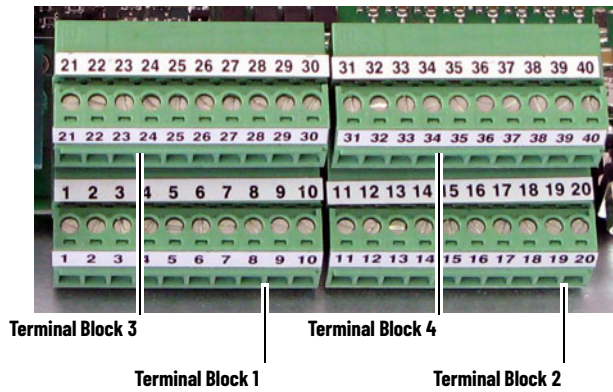 21 22 23 24 25 26 27 28 29 30 31 32 33 34 35 36 37 38 39 40
21 22 23 24 25 26 27 28 29 30 31 32 33 34 35 36 37 38 39 40
1 2 3 4 5 6 7 8 9 10 11 12 13 14 15 16 17 18 19 20
1 2 3 4 5 6 7 8 9 10 11 12 13 14 15 16 17 18 19 20
Terminal Block 3 Terminal Block 4
Terminal Block 1 Terminal Block 2